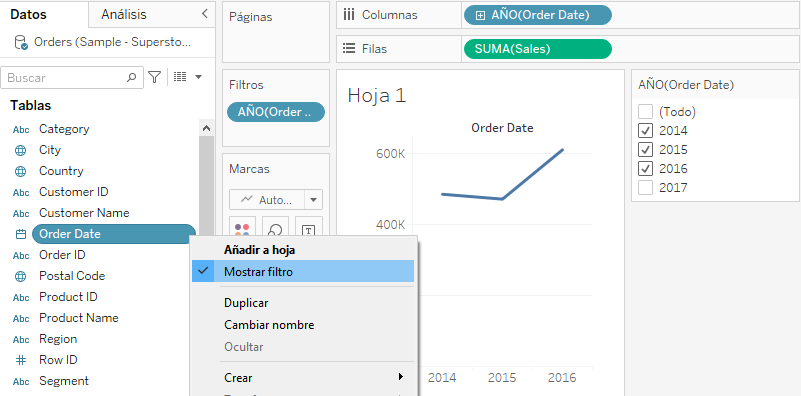 Datos
Análisis
Orders (Sample - Supersto...
Buscar
Tablas
Abc Category
City
Country
Abc Customer ID
Abc Customer Name
Order Date
Abc Order ID
Postal Code
Abc Product ID
Abc Product Name
Abc Region
# Row ID
Abc Segment
Páginas
Filtros
AÑO(Order ..
Marcas
Auto...
Columnas
AÑO(Order Date)
Filas
SUMA(Sales)
Hoja 1
Order Date
600K
400K
2014 2015 2016
AÑO(Order Date)
(Todo)
2014
2015
2016
2017
Añadir a hoja
Mostrar filtro
Duplicar
Cambiar nombre
Ocultar
Crear